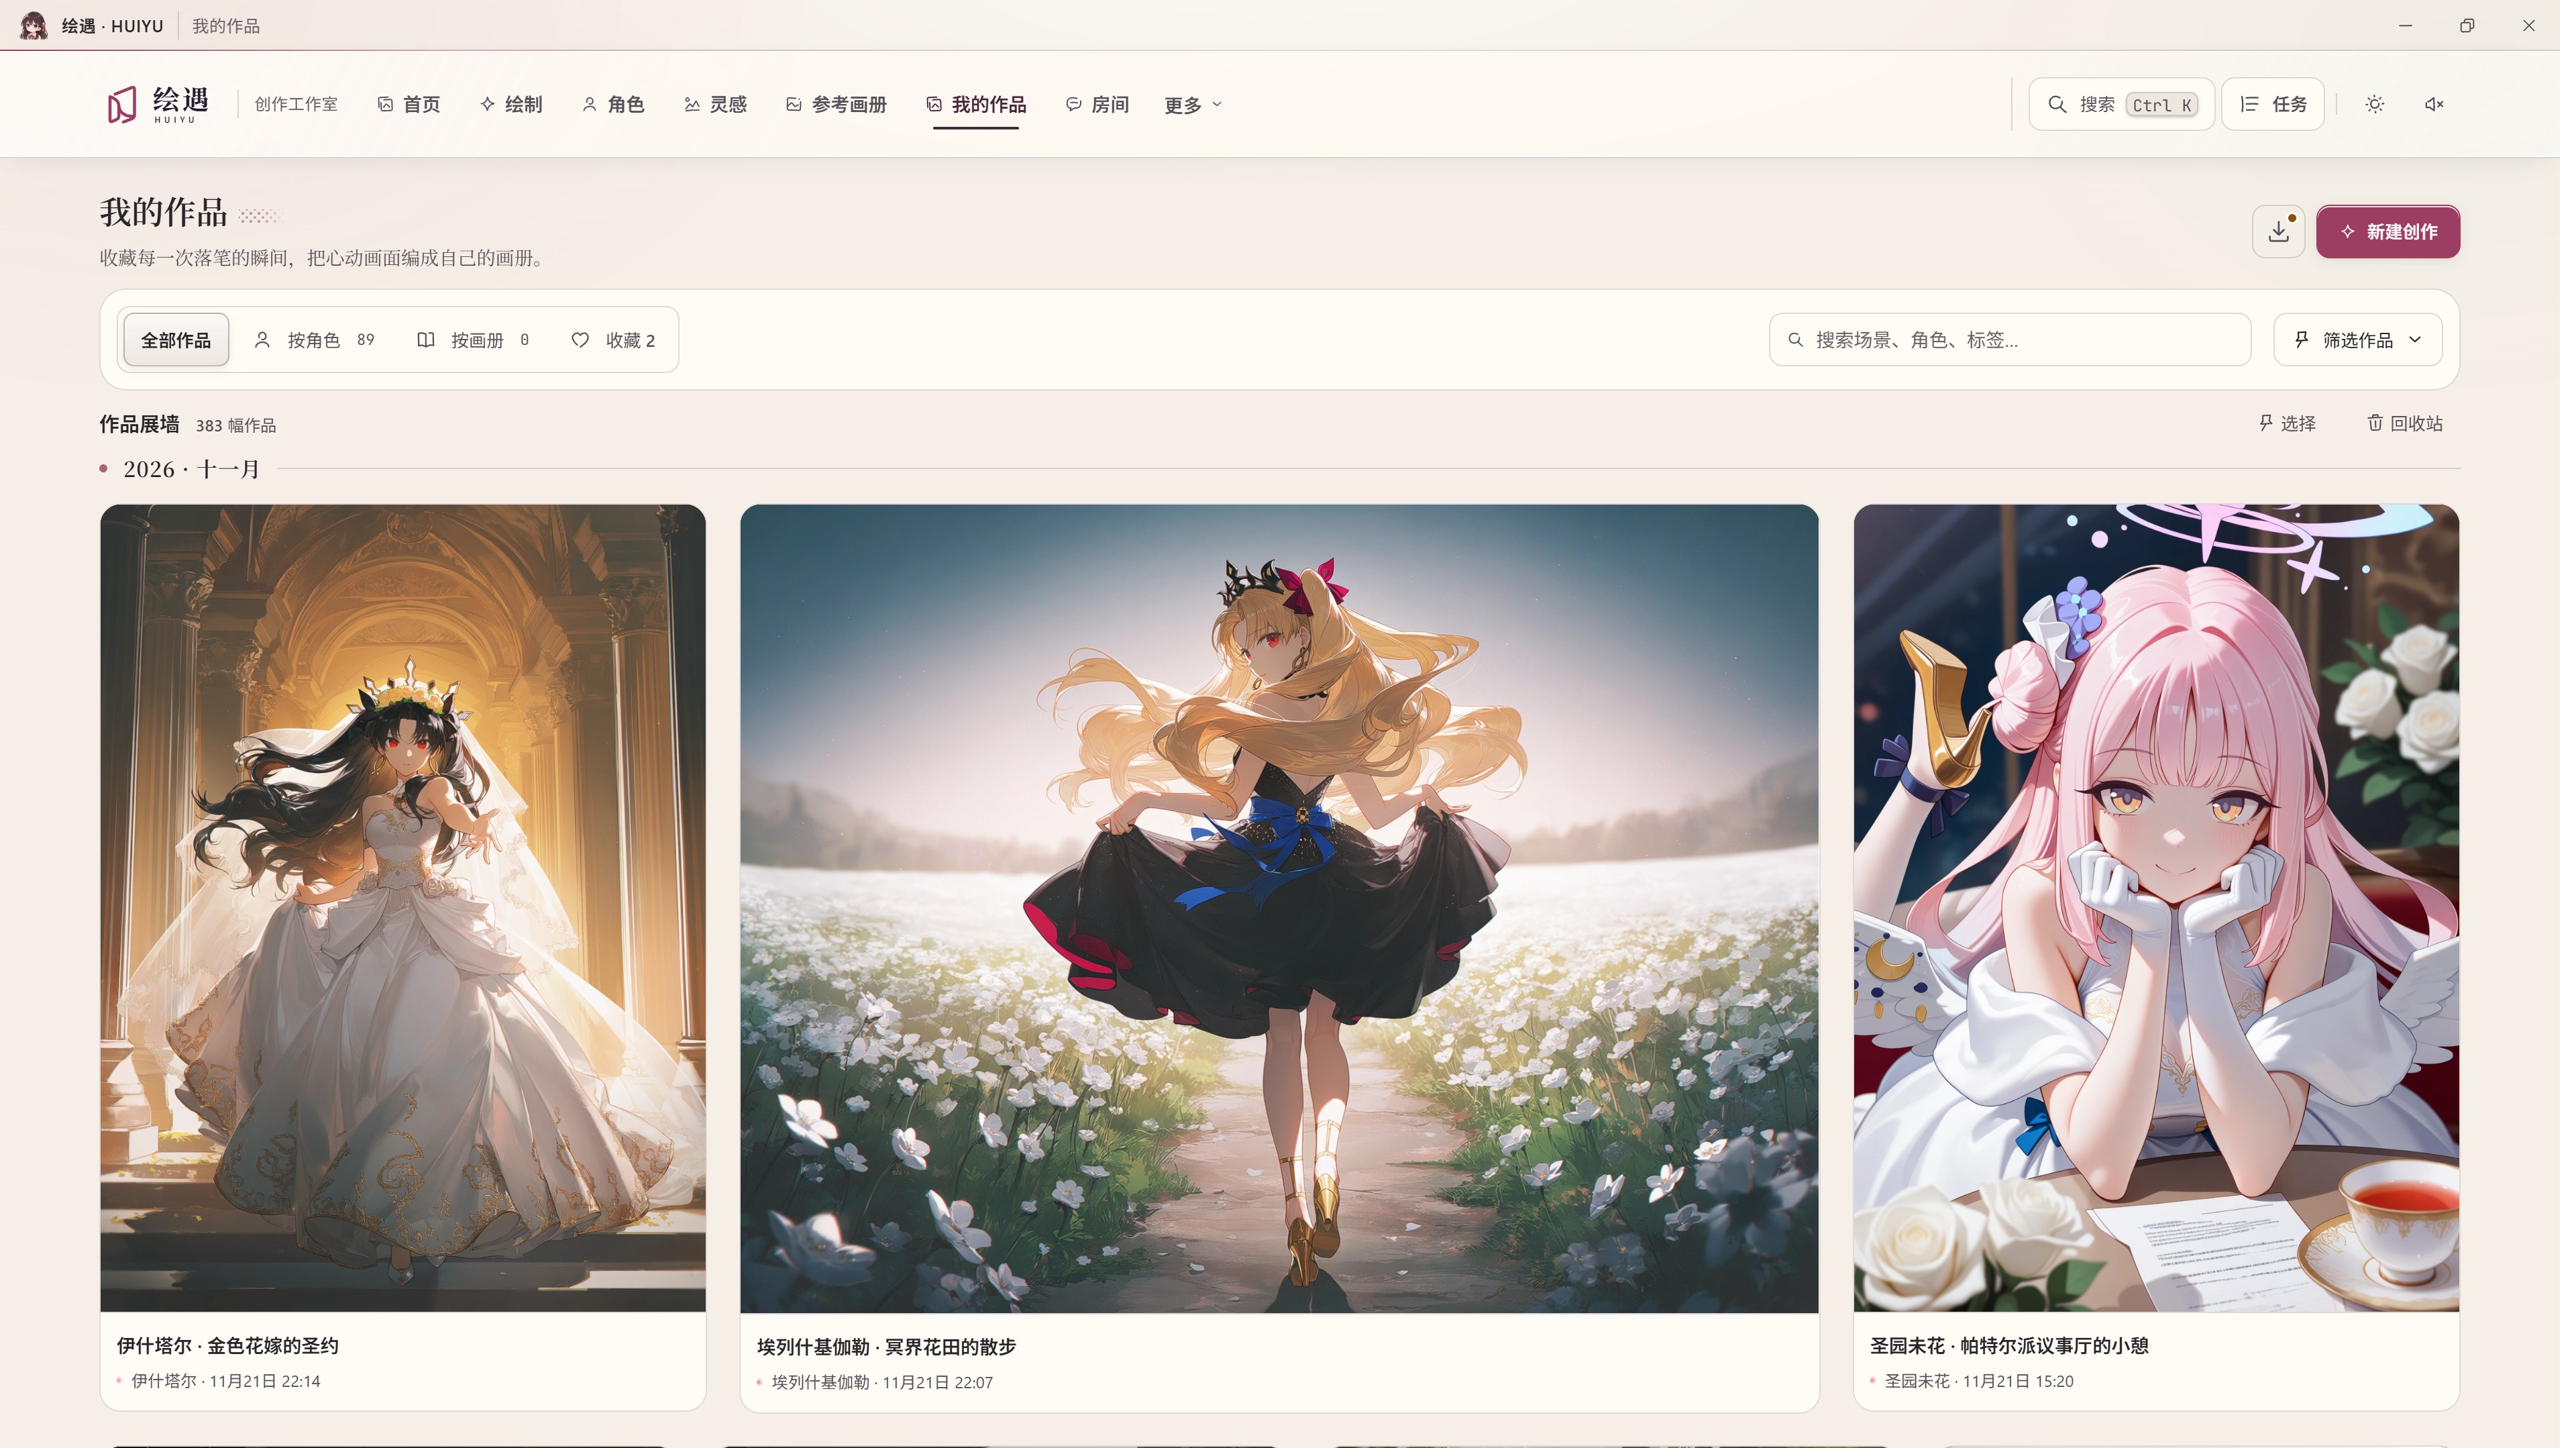 绘遇 · HUIYU 我的作品
绘遇 HUIYU 创作工作室 首页 绘制 角色 灵感 参考画册 我的作品 房间 更多 搜索 Ctrl K 任务
我的作品
收藏每一次落笔的瞬间，把心动画面编成自己的画册。
新建创作
全部作品 按角色 89 按画册 0 收藏 2 搜索场景、角色、标签... 筛选作品
作品展墙 383 幅作品 选择 回收站
2026 · 十一月
伊什塔尔 · 金色花嫁的圣约
伊什塔尔 · 11月21日 22:14
埃列什基伽勒 · 冥界花田的散步
埃列什基伽勒 · 11月21日 22:07
圣园未花 · 帕特尔派议事厅的小憩
圣园未花 · 11月21日 15:20